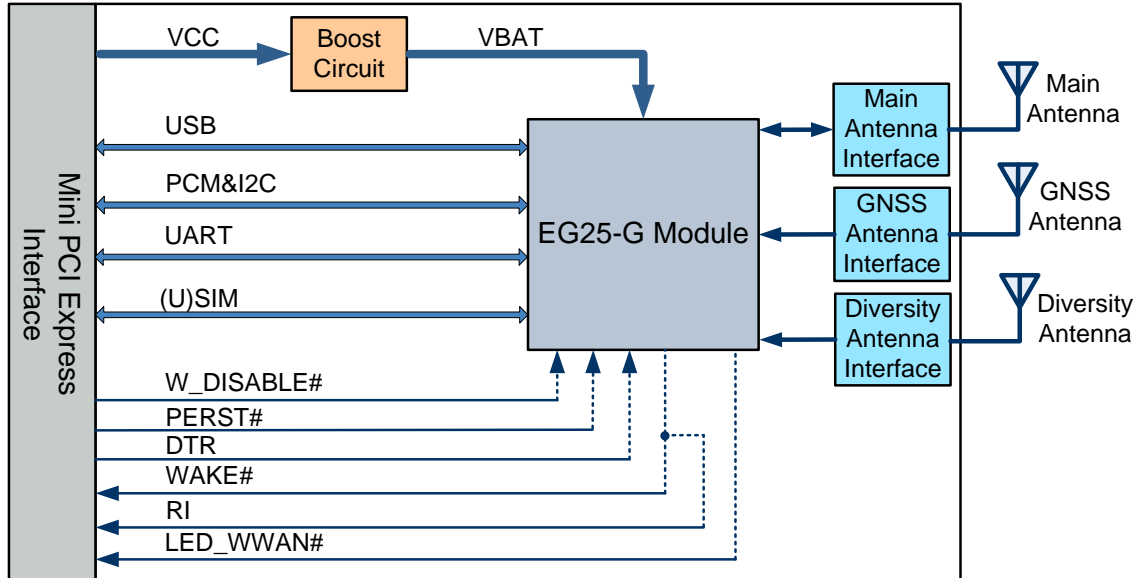 Mini PCI Express
Interface
VCC
Boost
Circuit
VBAT
USB
PCM&I2C
UART
(U)SIM
W_DISABLE#
PERST#
DTR
WAKE#
RI
LED_WWAN#
EG25-G Module
Main
Antenna
Interface
GNSS
Antenna
Interface
Diversity
Antenna
Interface
Main
Antenna
GNSS
Antenna
Diversity
Antenna